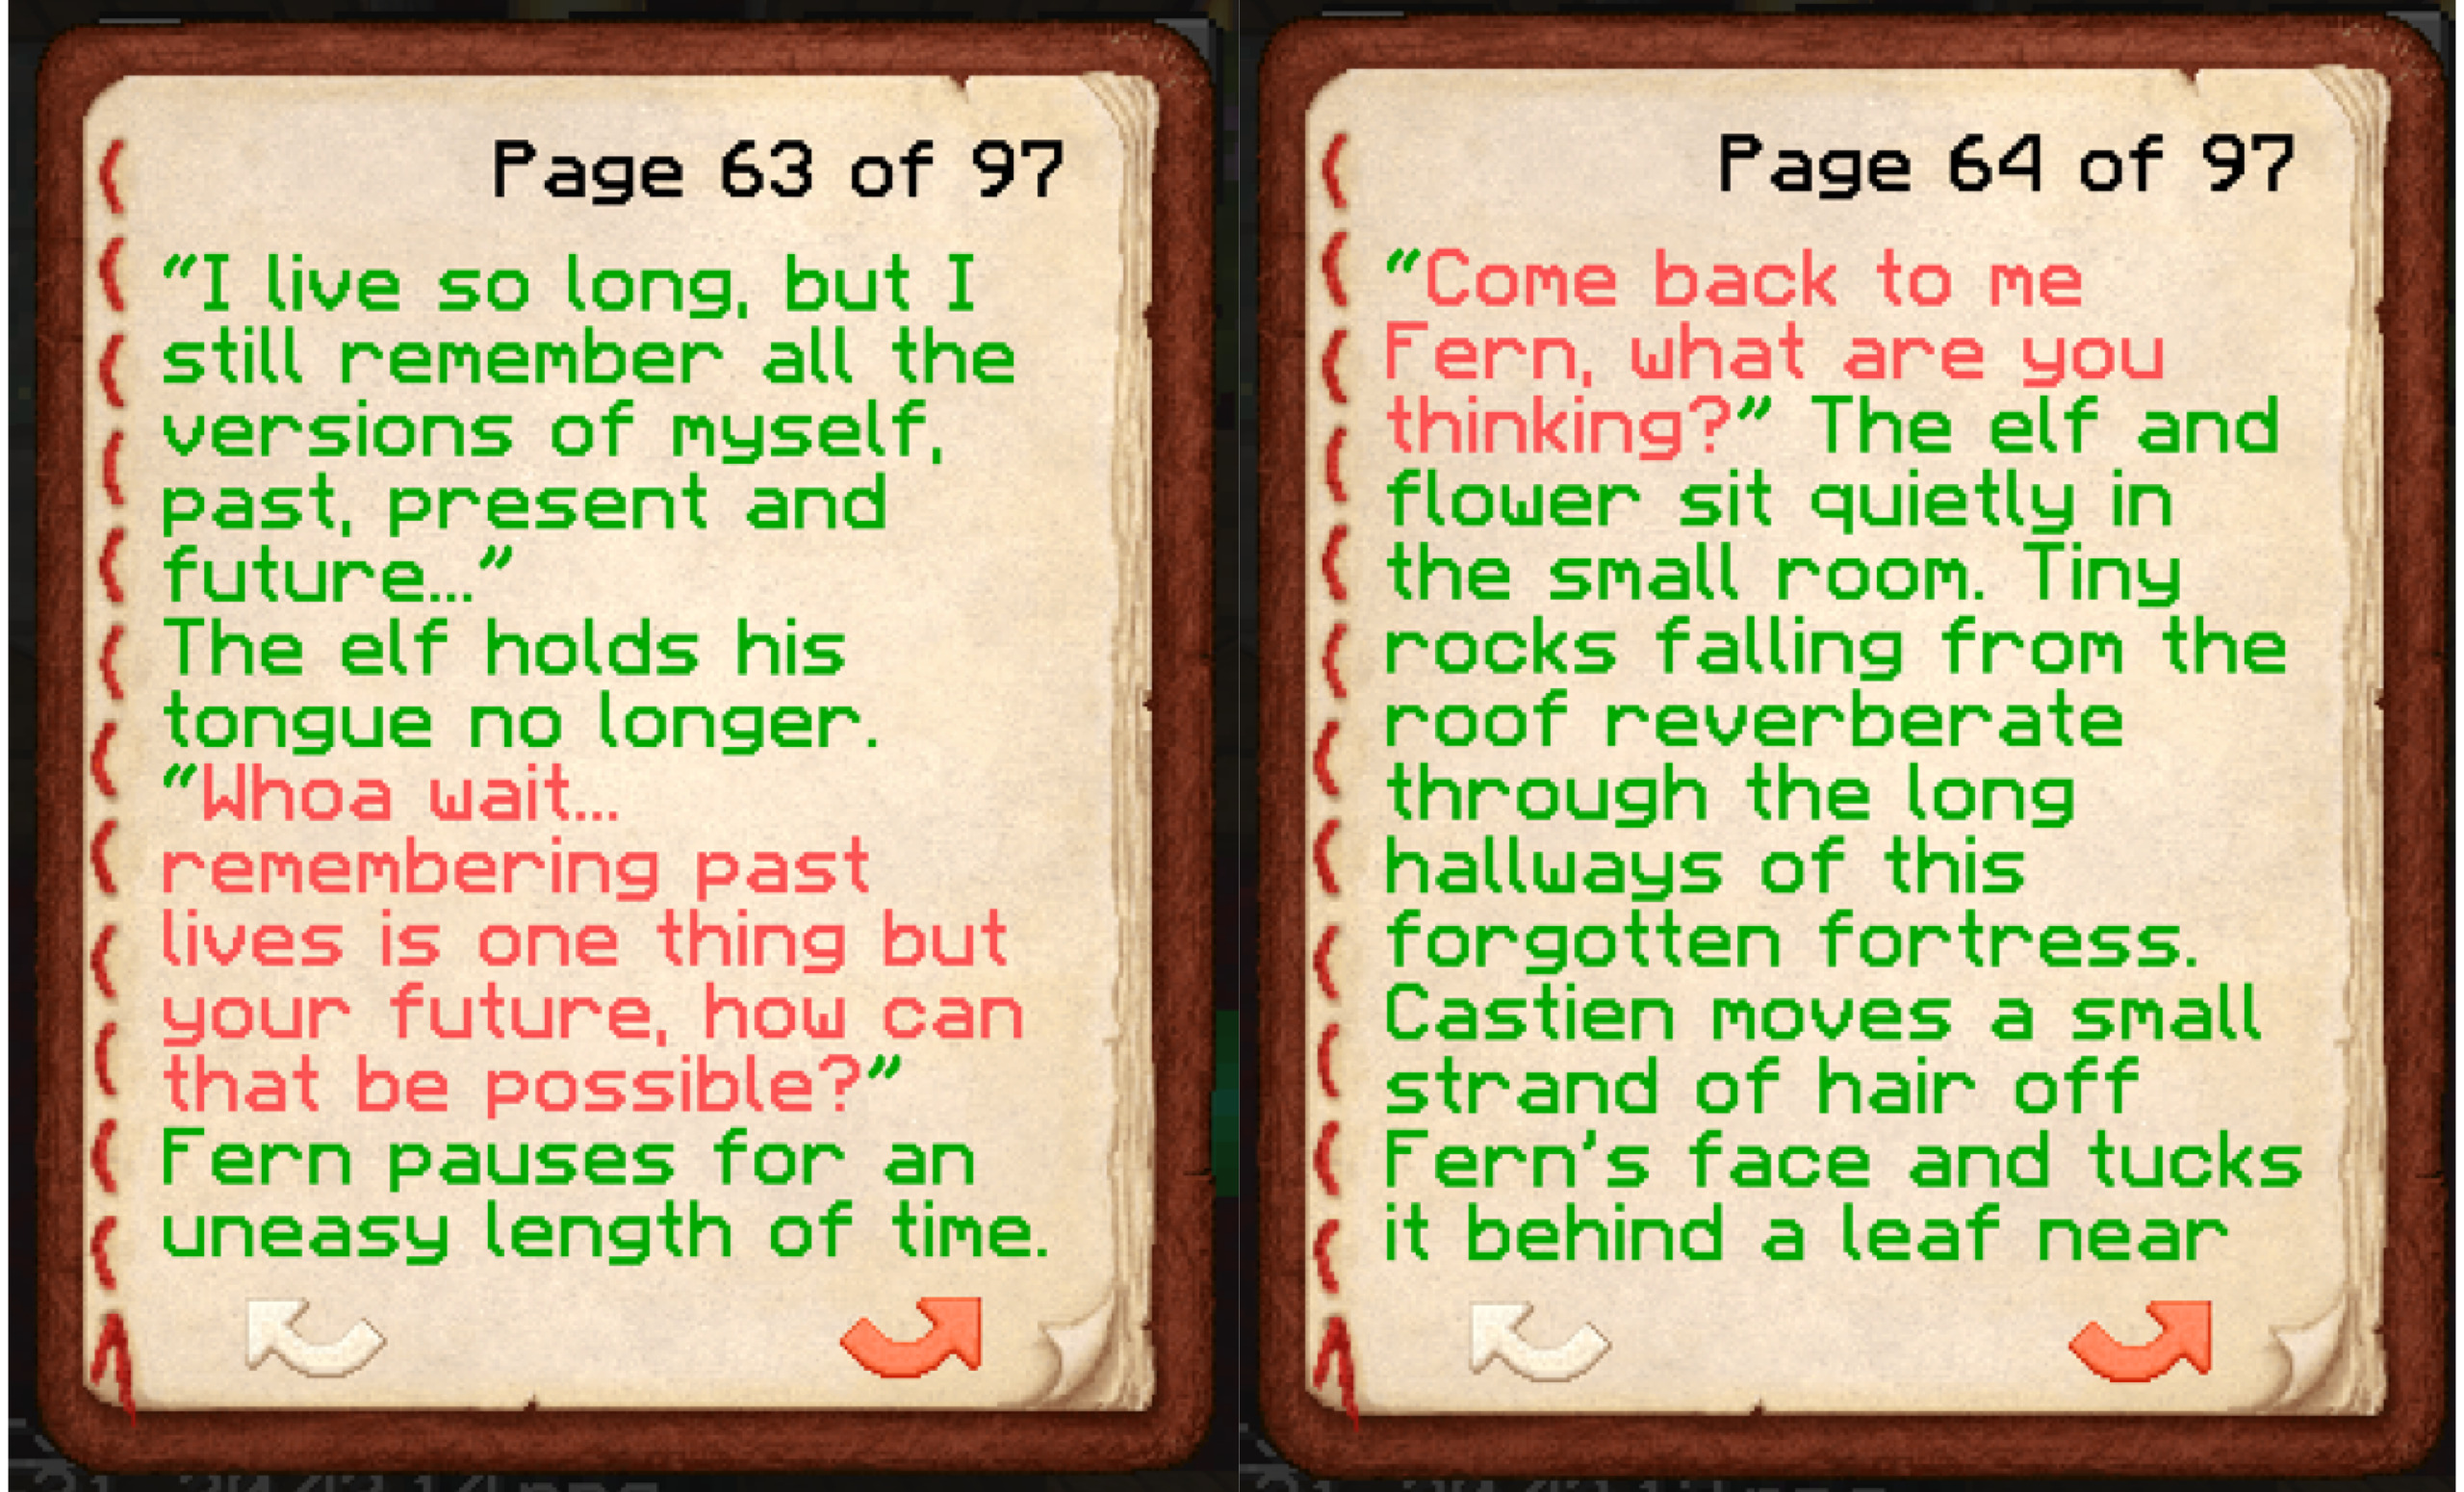 Page 63 of 97
“I live so long, but I
still remember all the
versions of myself,
past, present and
future...”
The elf holds his
tongue no longer.
“Whoa wait...
remembering past
lives is one thing but
your future, how can
that be possible?”
Fern pauses for an
uneasy length of time.
Page 64 of 97
“Come back to me
Fern, what are you
thinking?” The elf and
flower sit quietly in
the small room. Tiny
rocks falling from the
roof reverberate
through the long
hallways of this
forgotten fortress.
Castien moves a small
strand of hair off
Fern’s face and tucks
it behind a leaf near